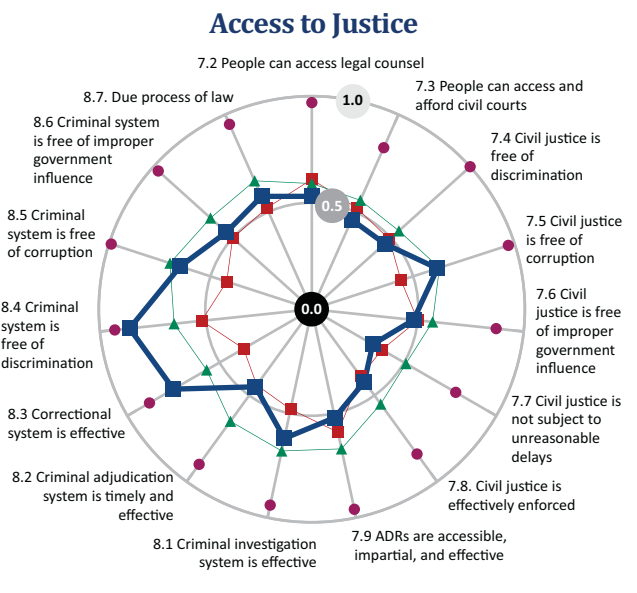 Access to Justice
7.2 People can access legal counsel
7.3 People can access and
afford civil courts
7.4 Civil justice is
free of
discrimination
7.5 Civil justice
is free of
corruption
7.6 Civil
justice is free
of improper
government
influence
7.7 Civil justice is
not subject to
unreasonable
delays
7.8. Civil justice is
effectively enforced
7.9 ADRs are accessible,
impartial, and effective
8.1 Criminal investigation
system is effective
8.2 Criminal adjudication
system is timely and
effective
8.3 Correctional
system is effective
8.4 Criminal
system is
free of
discrimination
8.5 Criminal
system is free
of corruption
8.6 Criminal system
is free of improper
government
influence
8.7. Due process of law
1.0
0.5
0.0